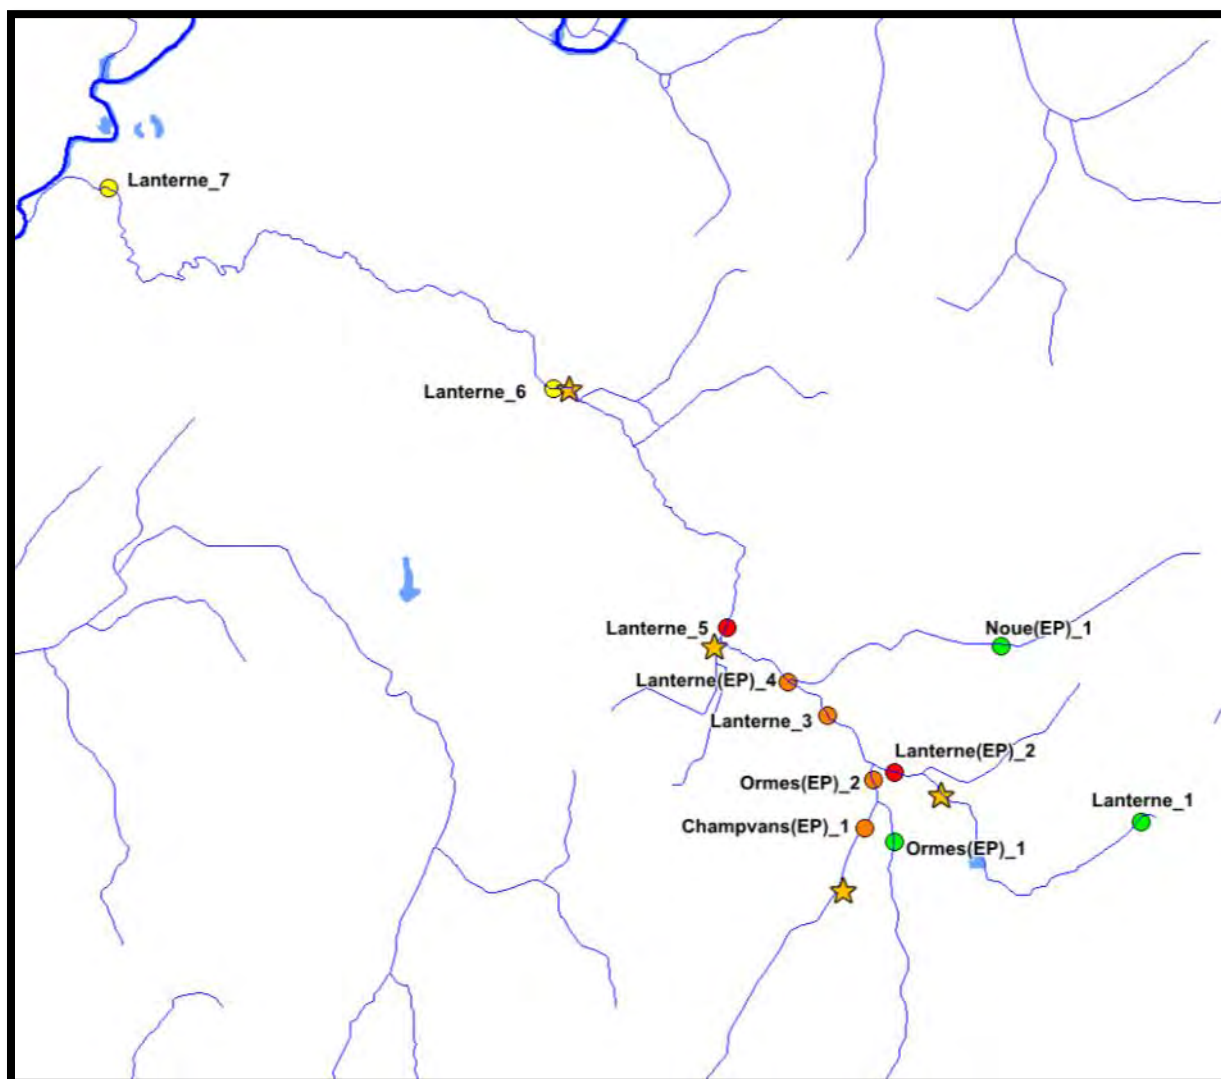 Lanterne_7
Lanterne_6
Lanterne_5
Noue(EP)_1
Lanterne(EP)_4
Lanterne_3
Lanterne(EP)_2
Ormes(EP)_2
Lanterne_1
Champvans(EP)_1
Ormes(EP)_1